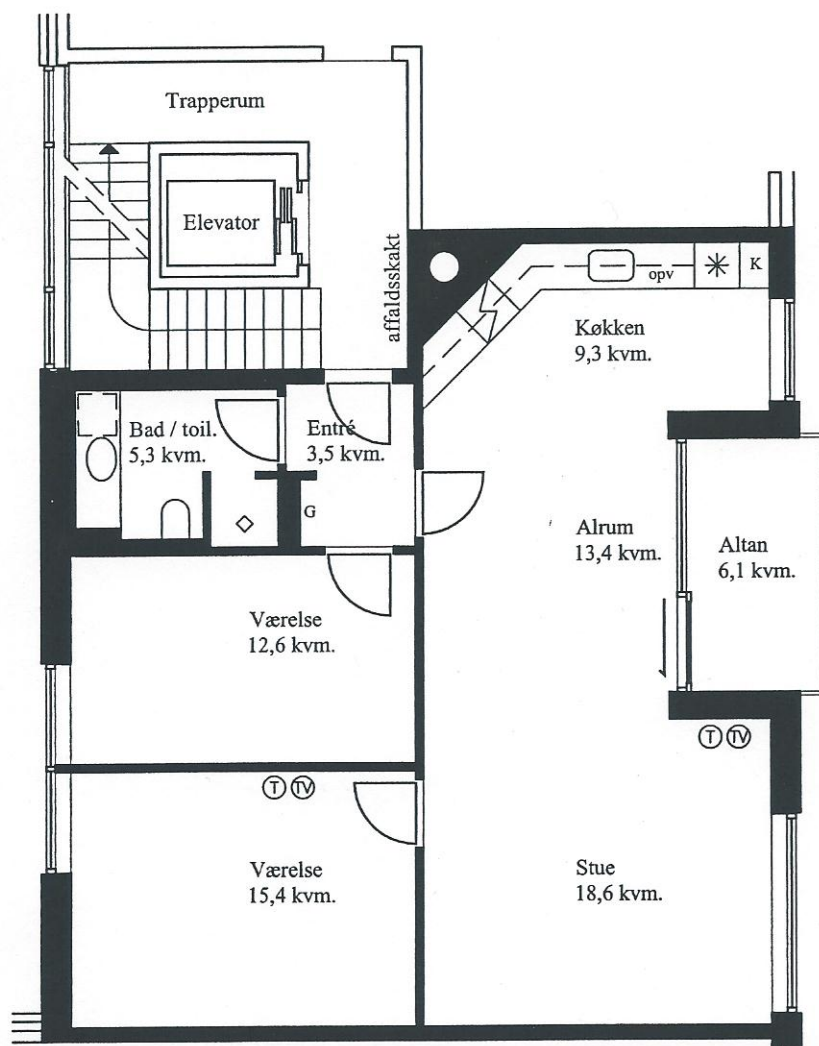 Trapperum
Elevator
affaldsskakt
opv
K
Køkken
9,3 kvm.
Bad / toil.
5,3 kvm.
Entré
3,5 kvm.
G
Alrum
13,4 kvm.
Altan
6,1 kvm.
Værelse
12,6 kvm.
T TV
T TV
Værelse
15,4 kvm.
Stue
18,6 kvm.